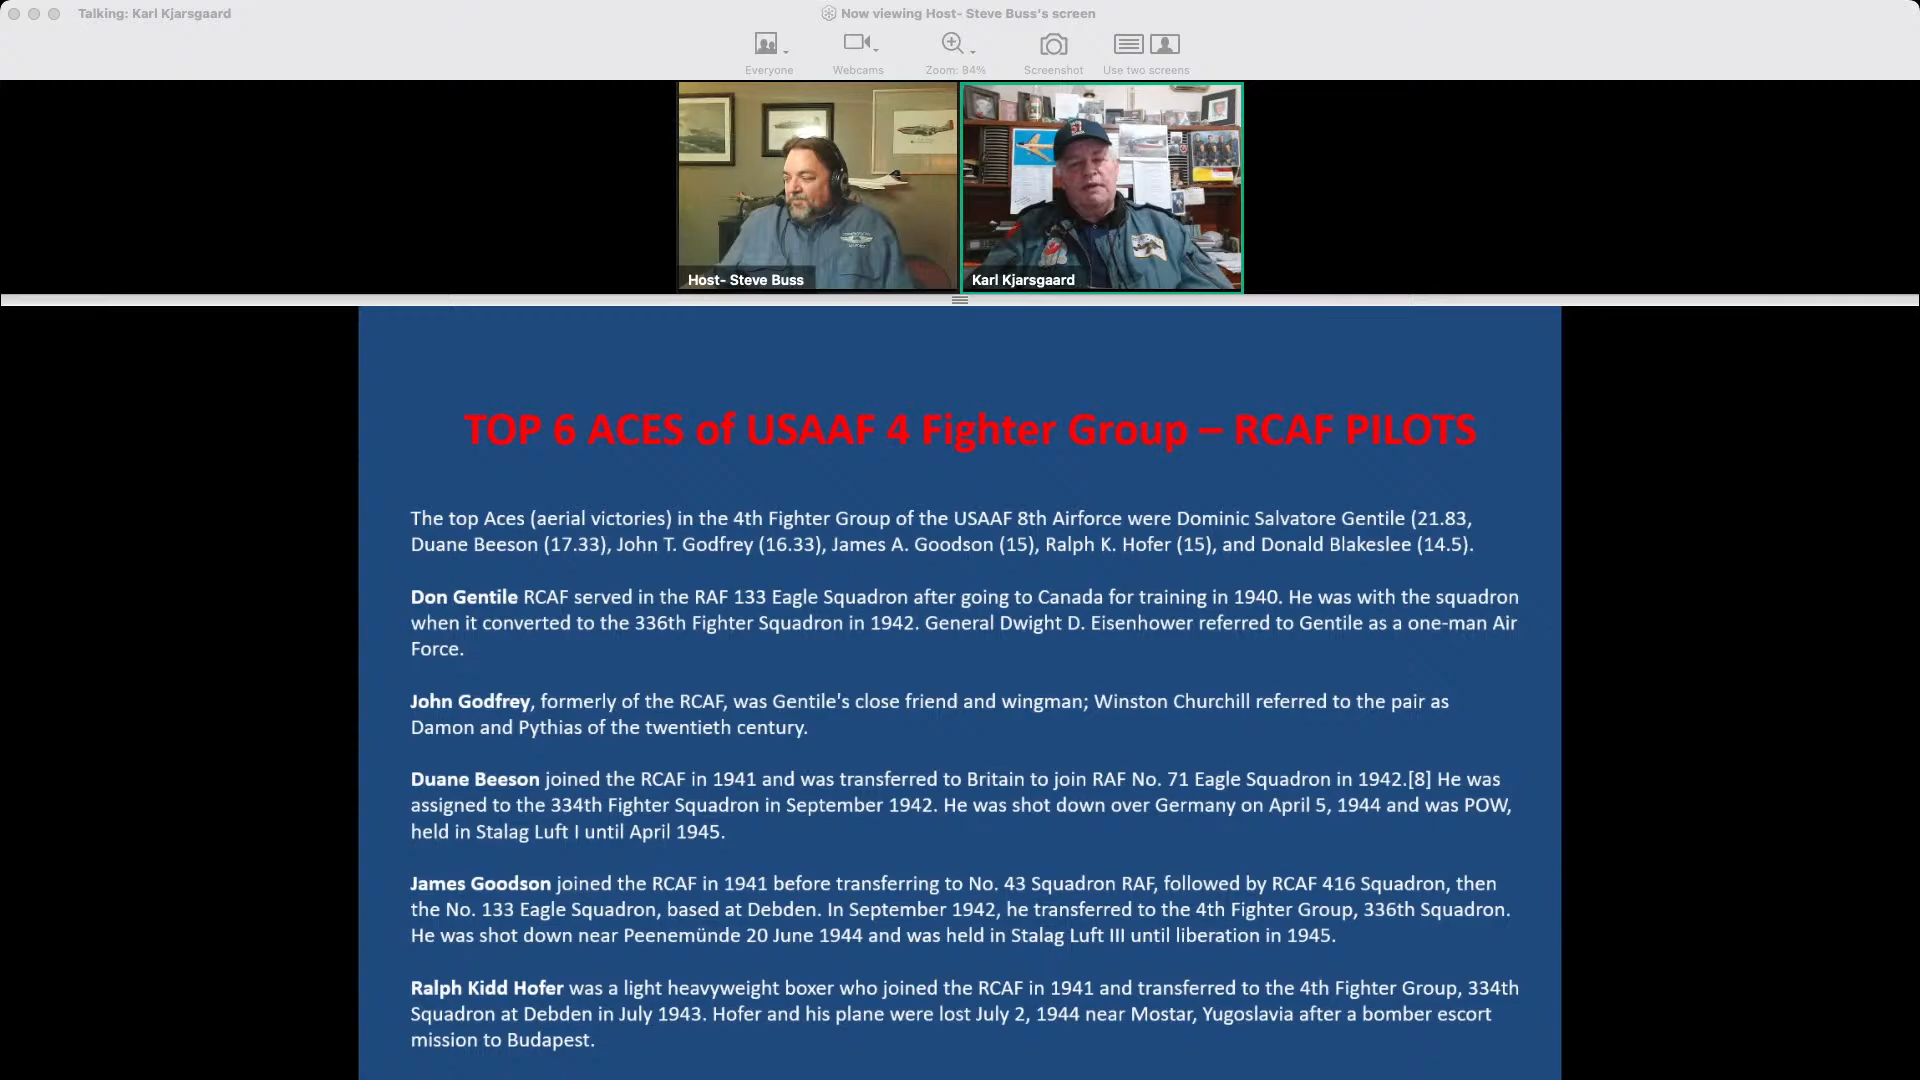 Talking: Karl Kjarsgaard
Now viewing Host- Steve Buss's screen
Everyone
Webcams
Zoom: 84%
Screenshot
Use two screens
Host- Steve Buss
Karl Kjarsgaard
TOP 6 ACES of USAAF 4 Fighter Group – RCAF PILOTS
The top Aces (aerial victories) in the 4th Fighter Group of the USAAF 8th Airforce were Dominic Salvatore Gentile (21.83,
Duane Beeson (17.33), John T. Godfrey (16.33), James A. Goodson (15), Ralph K. Hofer (15), and Donald Blakeslee (14.5).
Don Gentile RCAF served in the RAF 133 Eagle Squadron after going to Canada for training in 1940. He was with the squadron
when it converted to the 336th Fighter Squadron in 1942. General Dwight D. Eisenhower referred to Gentile as a one-man Air
Force.
John Godfrey, formerly of the RCAF, was Gentile's close friend and wingman; Winston Churchill referred to the pair as
Damon and Pythias of the twentieth century.
Duane Beeson joined the RCAF in 1941 and was transferred to Britain to join RAF No. 71 Eagle Squadron in 1942.[8] He was
assigned to the 334th Fighter Squadron in September 1942. He was shot down over Germany on April 5, 1944 and was POW,
held in Stalag Luft I until April 1945.
James Goodson joined the RCAF in 1941 before transferring to No. 43 Squadron RAF, followed by RCAF 416 Squadron, then
the No. 133 Eagle Squadron, based at Debden. In September 1942, he transferred to the 4th Fighter Group, 336th Squadron.
He was shot down near Peenemünde 20 June 1944 and was held in Stalag Luft III until liberation in 1945.
Ralph Kidd Hofer was a light heavyweight boxer who joined the RCAF in 1941 and transferred to the 4th Fighter Group, 334th
Squadron at Debden in July 1943. Hofer and his plane were lost July 2, 1944 near Mostar, Yugoslavia after a bomber escort
mission to Budapest.